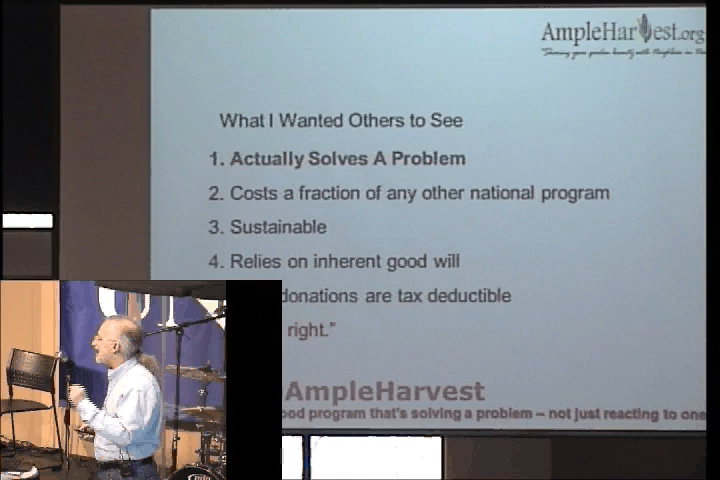 AmpleHarvest.org
What I Wanted Others to See
1. Actually Solves A Problem
2. Costs a fraction of any other national program
3. Sustainable
4. Relies on inherent good will
donations are tax deductible
right.”
AmpleHarvest
ood program that's solving a problem – not just reacting to one